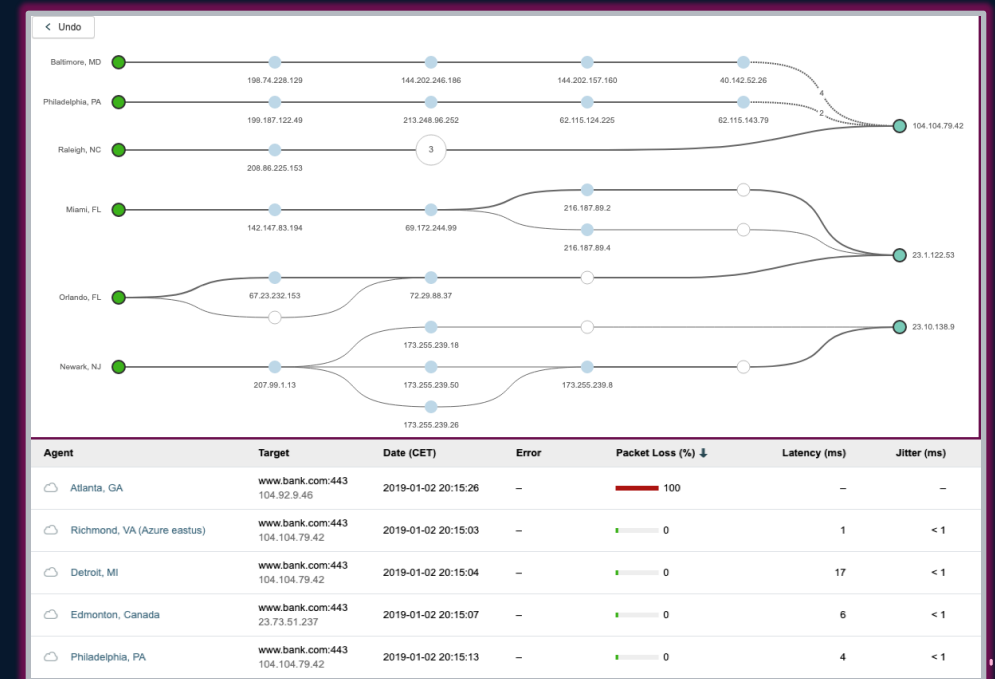 Undo
Baltimore, MD
198.74.228.129
144.202.246.186
144.202.157.160
40.142.52.26
4
Philadelphia, PA
199.187.122.49
213.248.96.252
62.115.124.225
62.115.143.79
2
104.104.79.42
Raleigh, NC
208.86.225.153
3
Miami, FL
142.147.83.194
69.172.244.99
216.187.89.2
216.187.89.4
23.1.122.53
Orlando, FL
67.23.232.153
72.29.88.37
23.10.138.9
173.255.239.18
Newark, NJ
207.99.1.13
173.255.239.50
173.255.239.8
173.255.239.26
Agent Target Date (CET) Error Packet Loss (%) Latency (ms) Jitter (ms)
Atlanta, GA www.bank.com:443 2019-01-02 20:15:26 – 100 – –
104.92.9.46
Richmond, VA (Azure eastus) www.bank.com:443 2019-01-02 20:15:03 – 0 1 < 1
104.104.79.42
Detroit, MI www.bank.com:443 2019-01-02 20:15:04 – 0 17 < 1
104.104.79.42
Edmonton, Canada www.bank.com:443 2019-01-02 20:15:07 – 0 6 < 1
23.73.51.237
Philadelphia, PA www.bank.com:443 2019-01-02 20:15:13 – 0 4 < 1
104.104.79.42